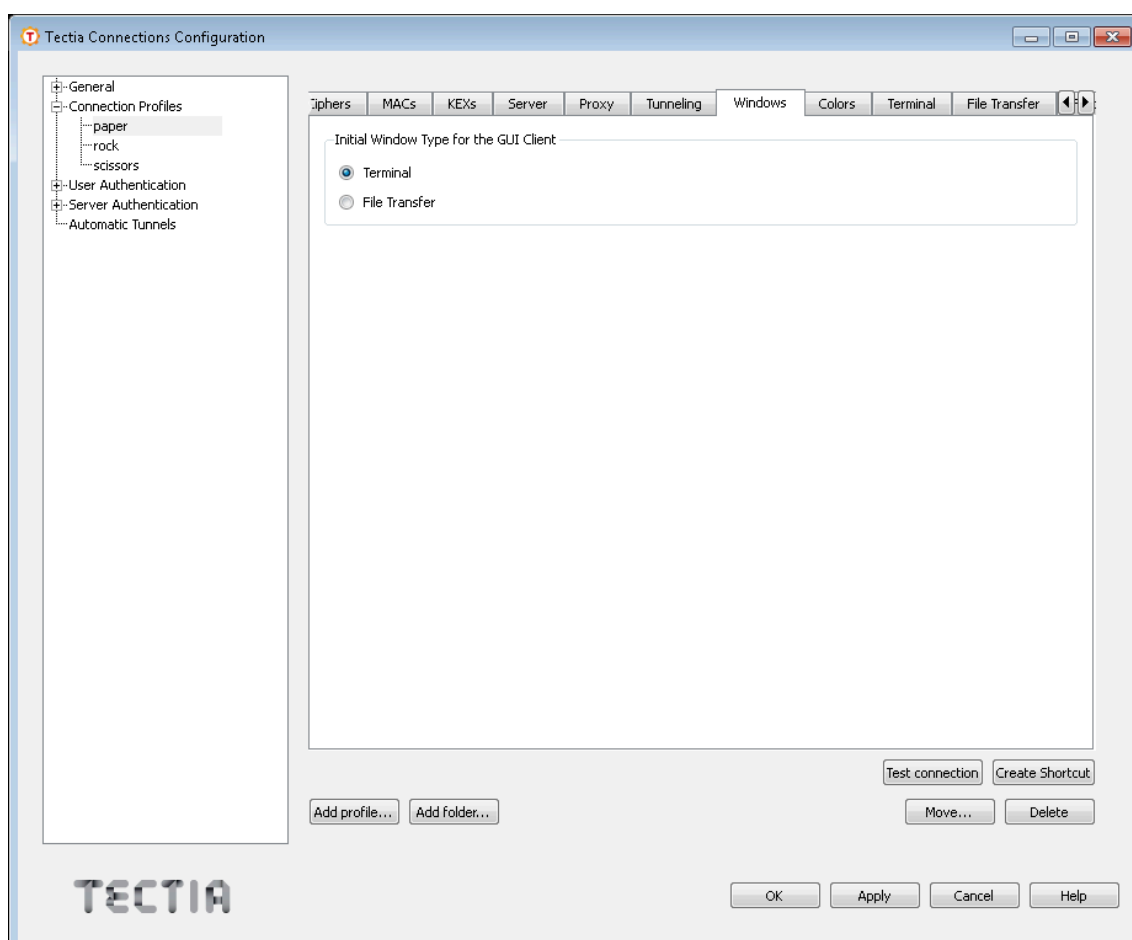 Tectia Connections Configuration
General
Connection Profiles
paper
rock
scissors
User Authentication
Server Authentication
Automatic Tunnels
Ciphers MACs KEXs Server Proxy Tunneling Windows Colors Terminal File Transfer
Initial Window Type for the GUI Client
Terminal
File Transfer
Test connection Create Shortcut
Add profile... Add folder... Move... Delete
TECTIA
OK Apply Cancel Help